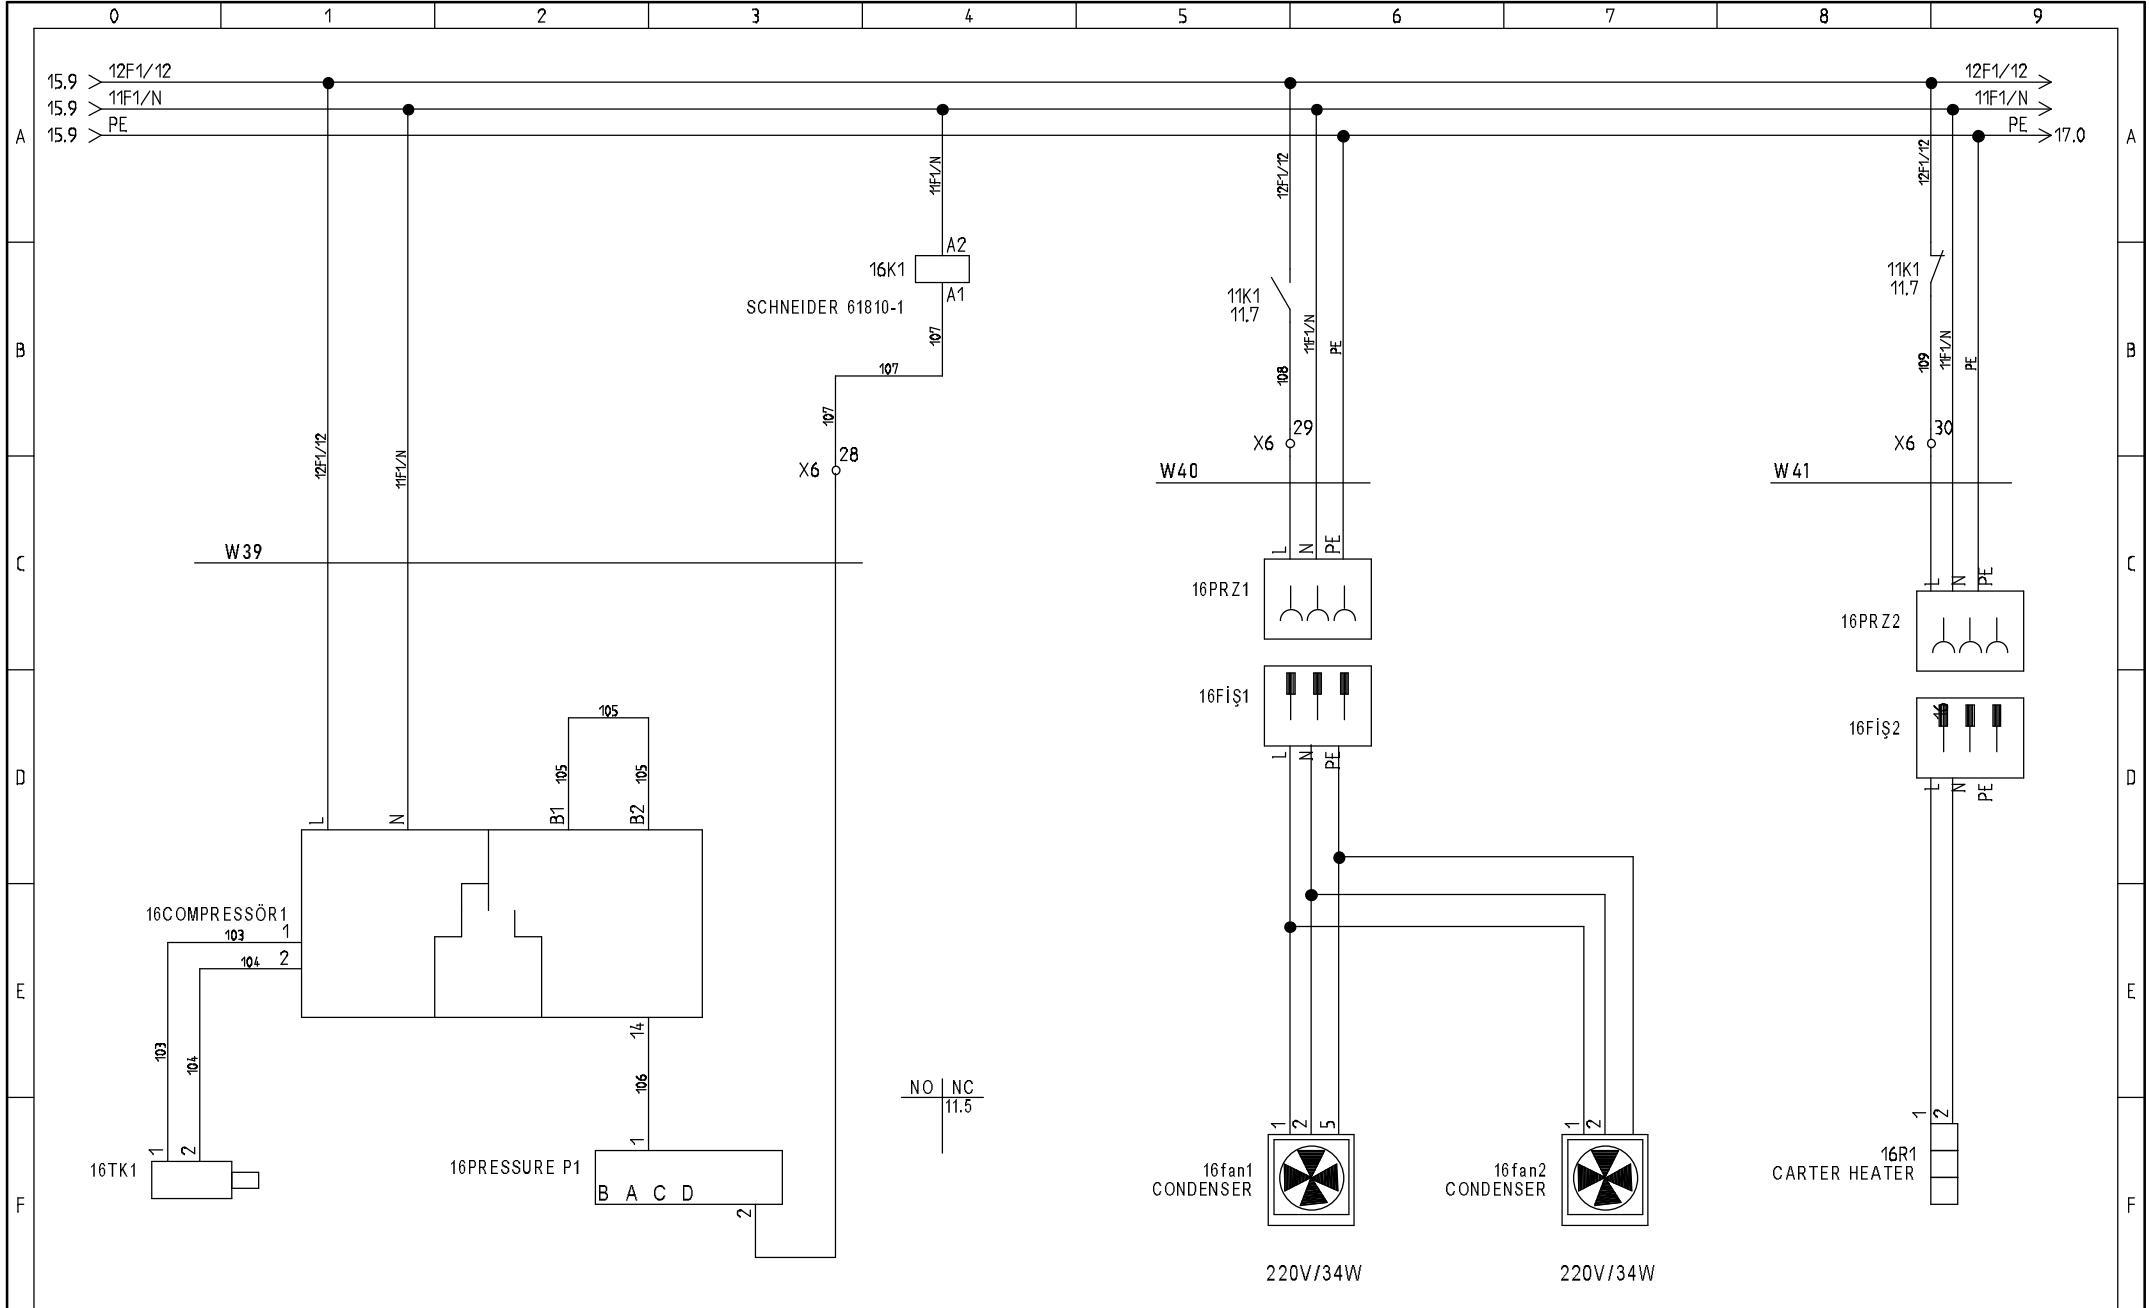 0 1 2 3 4 5 6 7 8 9
15.9 12F1/12 12F1/12
15.9 11F1/N 11F1/N
A 15.9 PE PE 17.0 A
11F1/N
12F1/12
12F1/12
A2
16K1
A1
SCHNEIDER 61810-1
107
107
107
11K1
11.7
11F1/N
PE
108
11K1
11.7
109
11F1/N
PE
B B
12F1/12
11F1/N
X6 28
X6 29
X6 30
W40
W41
W39
C C
L N PE
16PRZ1
L N PE
16PRZ2
16FİŞ1
L N PE
16FİŞ2
16
L N PE
105
105
105
D D
L N B1 B2
16COMPRESSÖR1
103 1
104 2
E E
103
104
14
106
NO NC
11.5
1 2
16TK1
1
16PRESSURE P1
B A C D
2
1 2 5
16fan1
CONDENSER
1 2
16fan2
CONDENSER
1 2
16R1
CARTER HEATER
F F
220V/34W 220V/34W